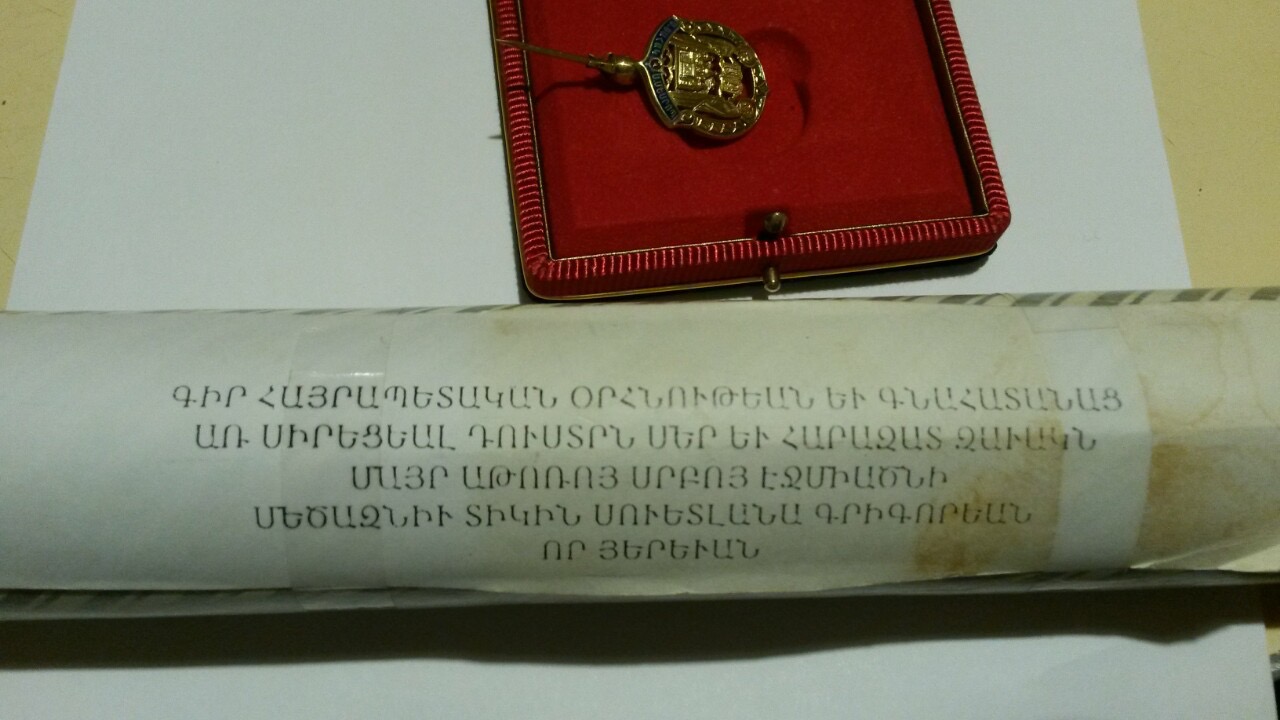 ԳԻՐ ՀԱՅՐԱՊԵՏԱԿԱՆ ՕՐՀՆՈՒԹԵԱՆ ԵՒ ԳՆԱՀԱՏԱՆԱՑ
ԱՌ ՍԻՐԵՑԵԱԼ ԴՈՒՍՏՐՆ ՄԵՐ ԵՒ ՀԱՐԱԶԱՏ ԶԱՒԱԿՆ
ՄԱՅՐ ԱԹՈՌՈՅ ՍՐԲՈՅ ԷՋՄԻԱԾՆԻ
ՄԵԾԱԶՆԻՒ ՏԻԿԻՆ ՍՈՒԵՏԼԱՆԱ ԳՐԻԳՈՐԵԱՆ
ՈՐ ՅԵՐԵՒԱՆ